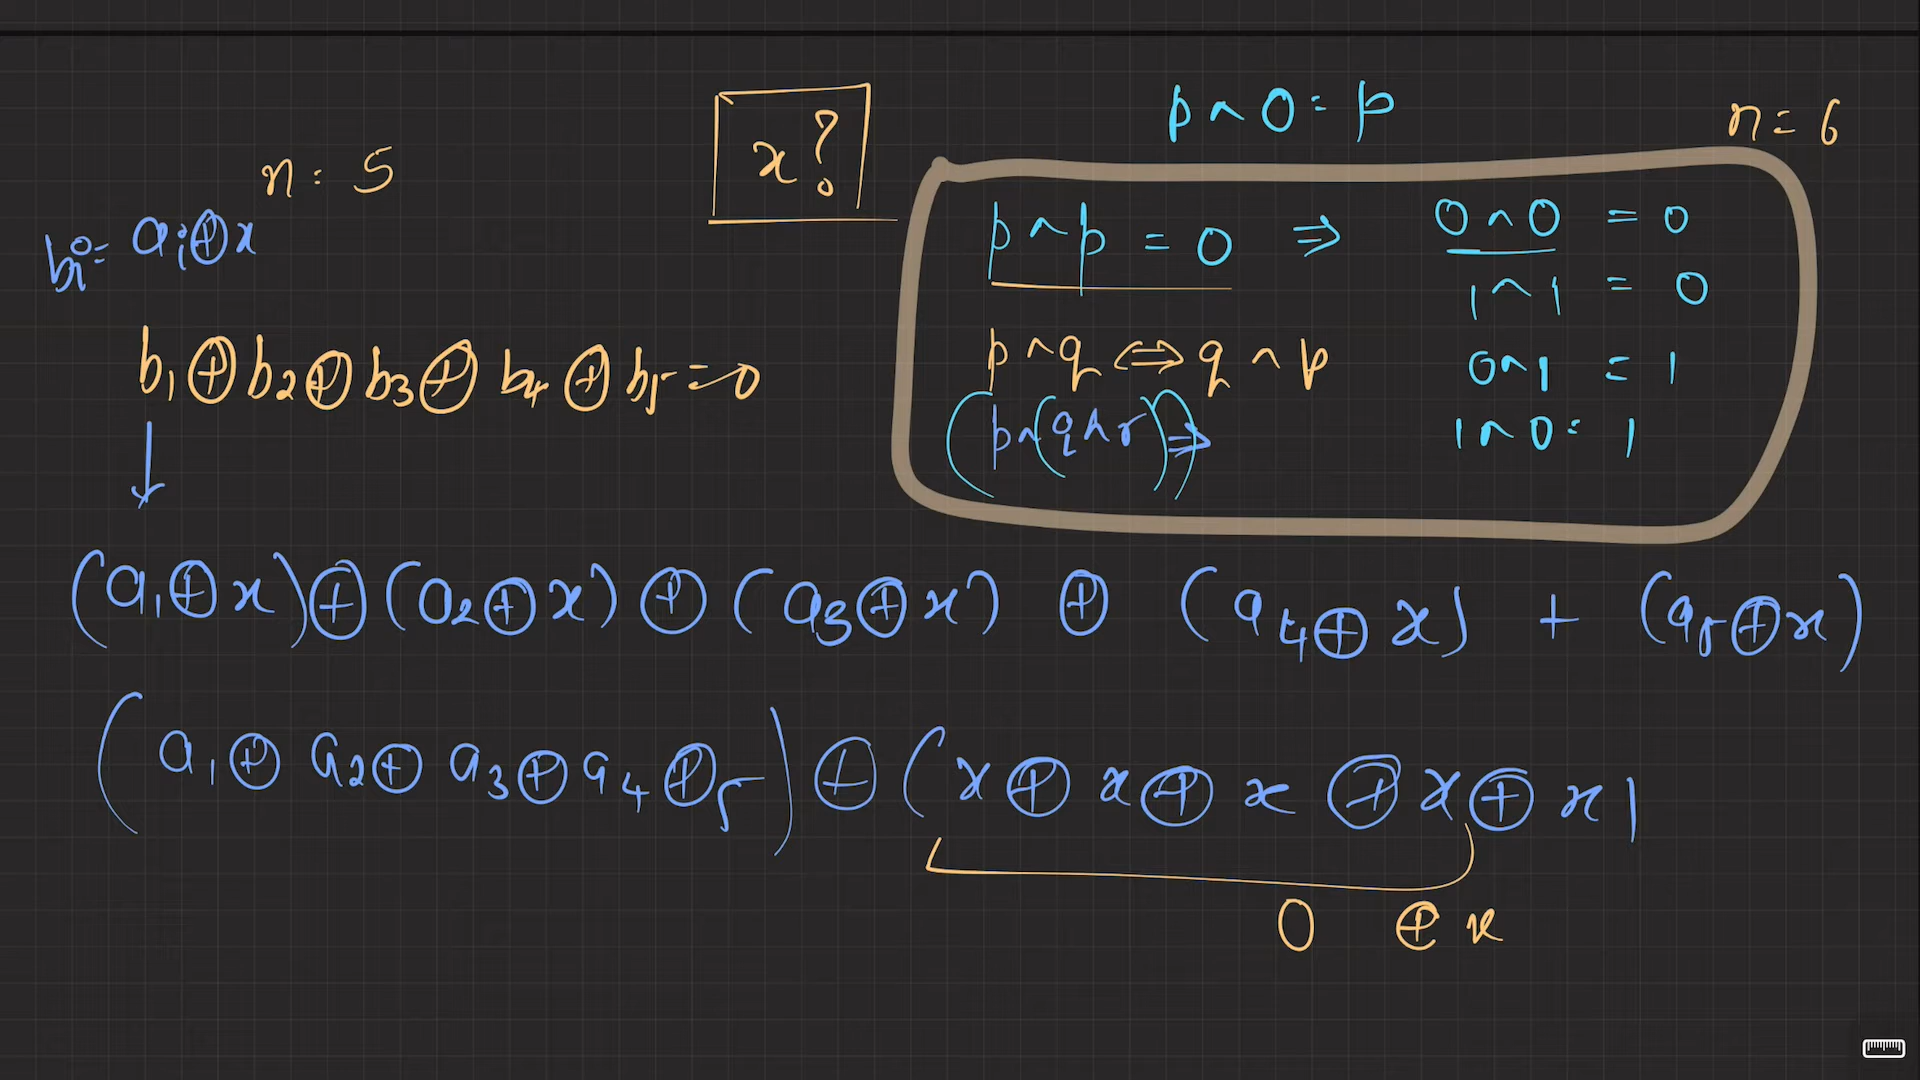 p ^ 0 = p
n = 6
x ?
n = 5
bi = ai ⊕ x
p ^ p = 0 ⇒ 0 ^ 0 = 0
1 ^ 1 = 0
p ^ q ⇔ q ^ p
0 ^ 1 = 1
(p ^ (q ^ r)) ⇒
1 ^ 0 = 1
b1 ⊕ b2 ⊕ b3 ⊕ b4 ⊕ b5 = 0
(a1 ⊕ x) ⊕ (a2 ⊕ x) ⊕ (a3 ⊕ x) ⊕ (a4 ⊕ x) + (a5 ⊕ x)
(a1 ⊕ a2 ⊕ a3 ⊕ a4 ⊕ 5) ⊕ (x ⊕ x ⊕ x ⊕ x ⊕ x)
0 ⊕ x